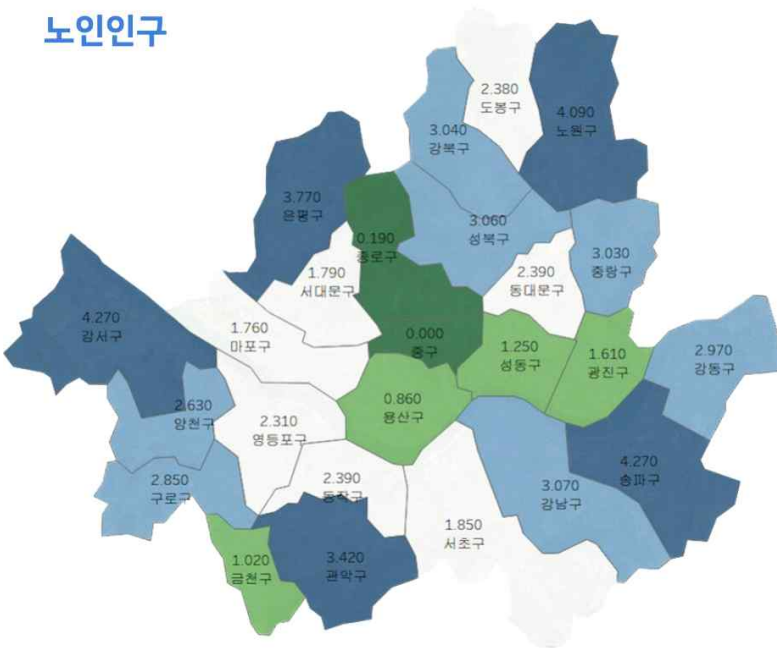 노인인구
2.380
도봉구
4.090
노원구
3.040
강북구
3.770
은평구
3.060
성북구
0.190
종로구
3.030
중랑구
1.790
서대문구
2.390
동대문구
4.270
강서구
1.760
마포구
0.000
중구
1.250
성동구
1.610
광진구
2.970
강동구
2.630
양천구
0.860
용산구
2.310
영등포구
2.850
구로구
2.390
동작구
3.070
강남구
4.270
송파구
1.850
서초구
1.020
금천구
3.420
관악구